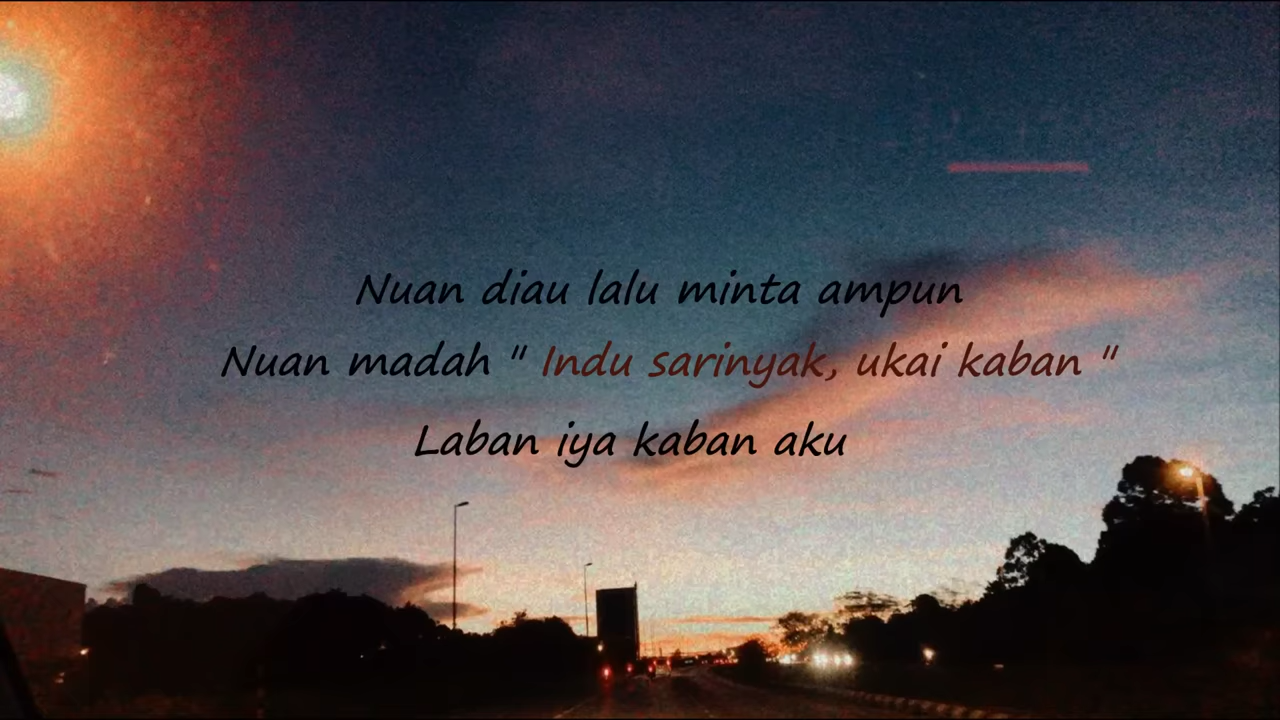 Nuan diau lalu minta ampun
Nuan madah " Indu sarinyak, ukai kaban "
Laban iya kaban aku